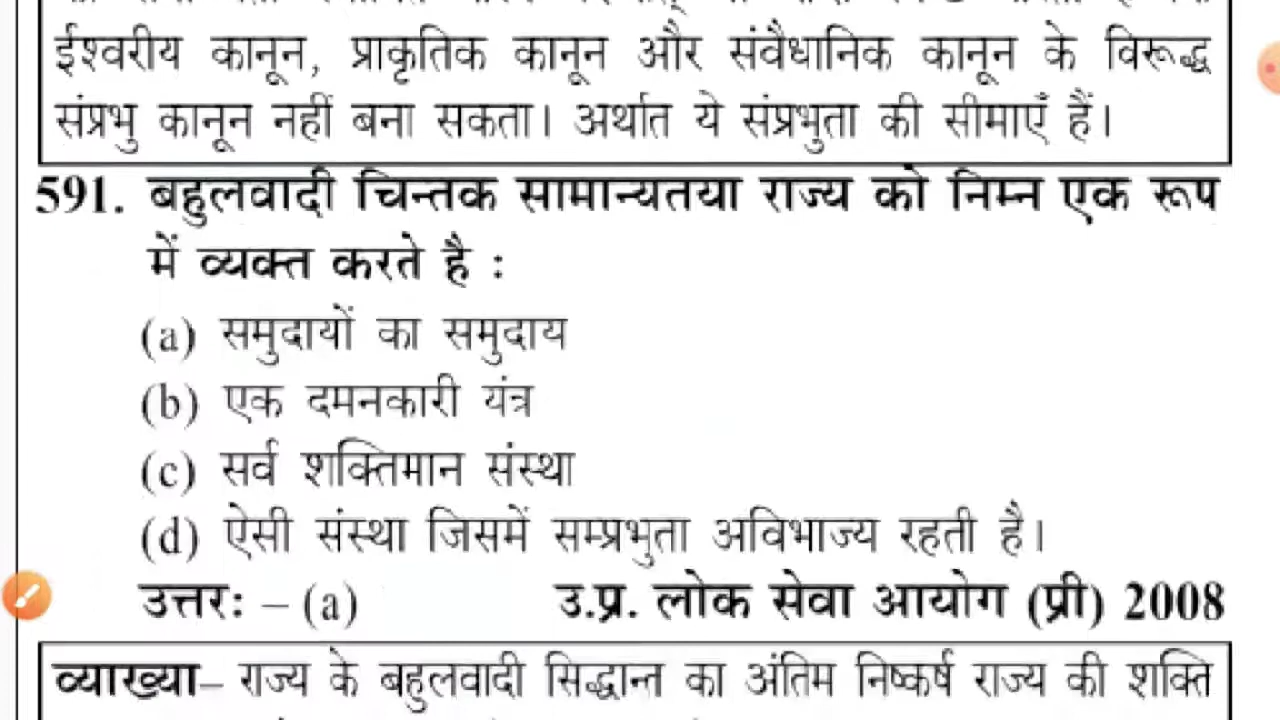 ईश्वरीय कानून, प्राकृतिक कानून और संवैधानिक कानून के विरूद्ध
संप्रभु कानून नहीं बना सकता। अर्थात ये संप्रभुता की सीमाएँ हैं।
591. बहुलवादी चिन्तक सामान्यतया राज्य को निम्न एक रूप
में व्यक्त करते है :
(a) समुदायों का समुदाय
(b) एक दमनकारी यंत्र
(c) सर्व शक्तिमान संस्था
(d) ऐसी संस्था जिसमें सम्प्रभुता अविभाज्य रहती है।
उत्तर: – (a) उ.प्र. लोक सेवा आयोग (प्री) 2008
व्याख्या– राज्य के बहुलवादी सिद्धान्त का अंतिम निष्कर्ष राज्य की शक्ति